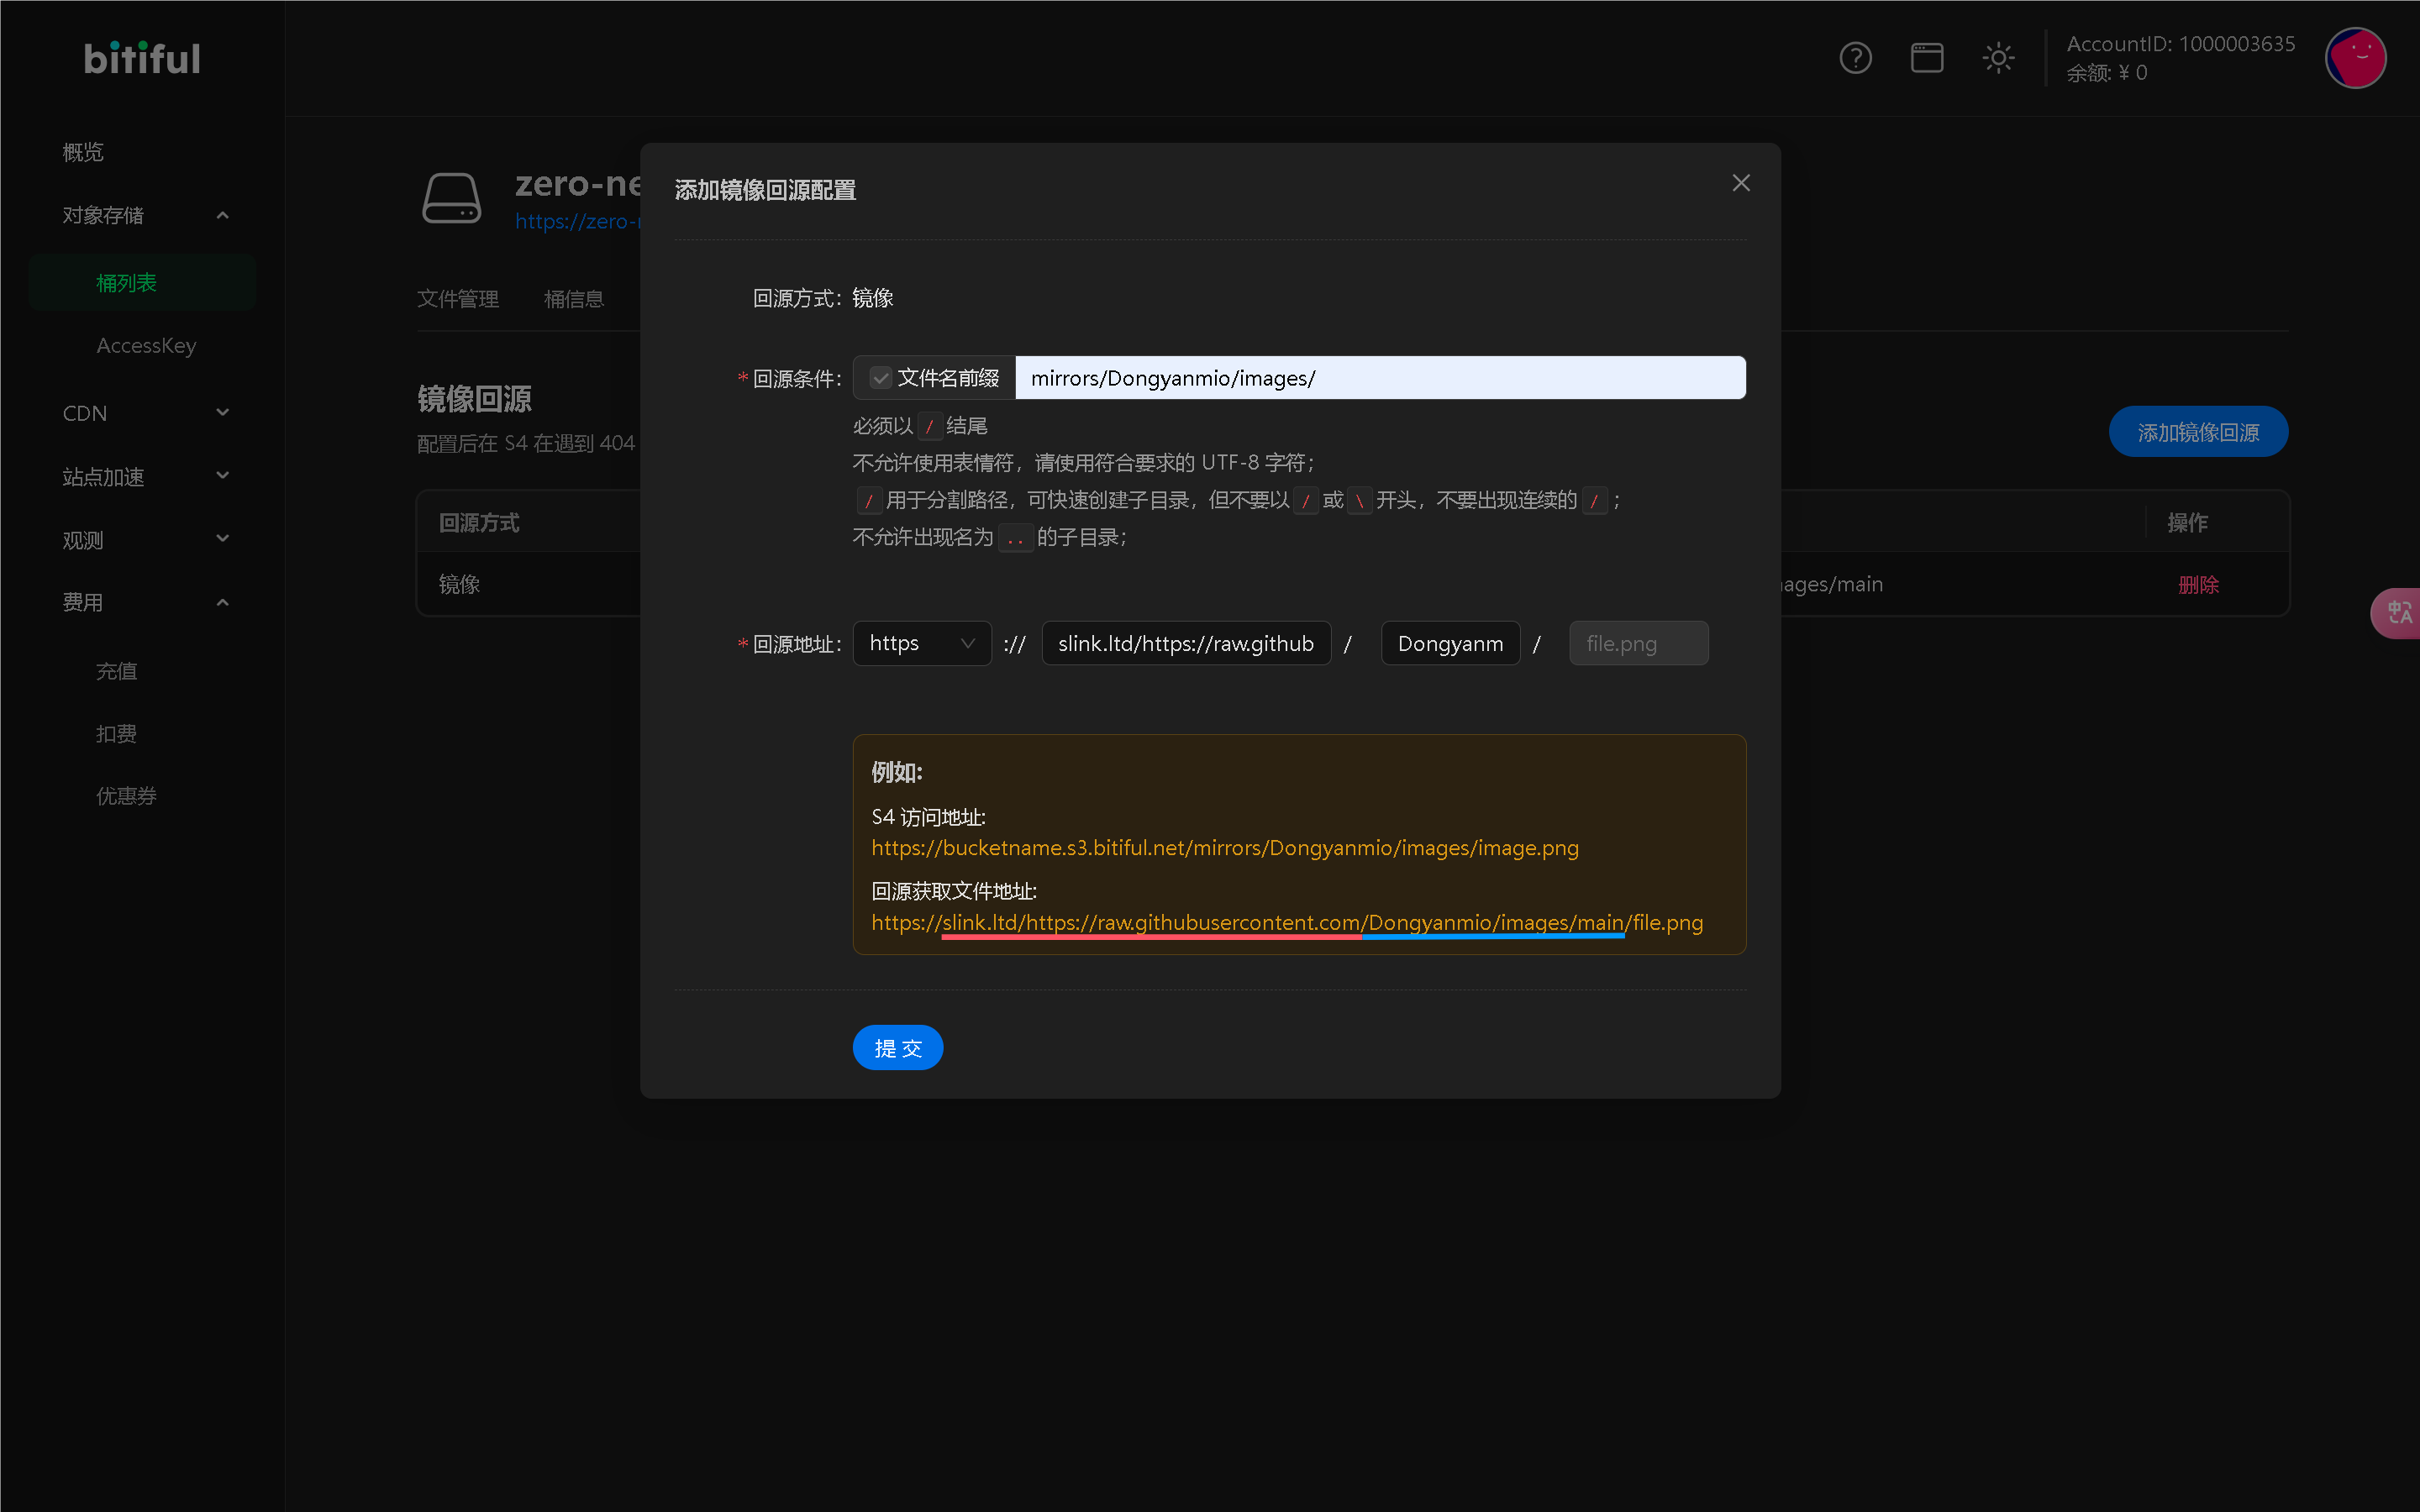 bitiful
AccountID: 1000003635
余额: ¥ 0
概览
对象存储
桶列表
AccessKey
CDN
站点加速
观测
费用
充值
扣费
优惠券
zero-ne
https://zero-
文件管理
桶信息
镜像回源
配置后在 S4 在遇到 404
添加镜像回源
回源方式
操作
镜像
ages/main
删除
添加镜像回源配置
回源方式: 镜像
* 回源条件: 文件名前缀 mirrors/Dongyanmio/images/
必须以 / 结尾
不允许使用表情符，请使用符合要求的 UTF-8 字符；
/ 用于分割路径，可快速创建子目录，但不要以 / 或 \ 开头，不要出现连续的 / ；
不允许出现名为 .. 的子目录；
* 回源地址: https :// slink.ltd/https://raw.github / Dongyanm / file.png
例如:
S4 访问地址:
https://bucketname.s3.bitiful.net/mirrors/Dongyanmio/images/image.png
回源获取文件地址:
https://slink.ltd/https://raw.githubusercontent.com/Dongyanmio/images/main/file.png
提 交
中A